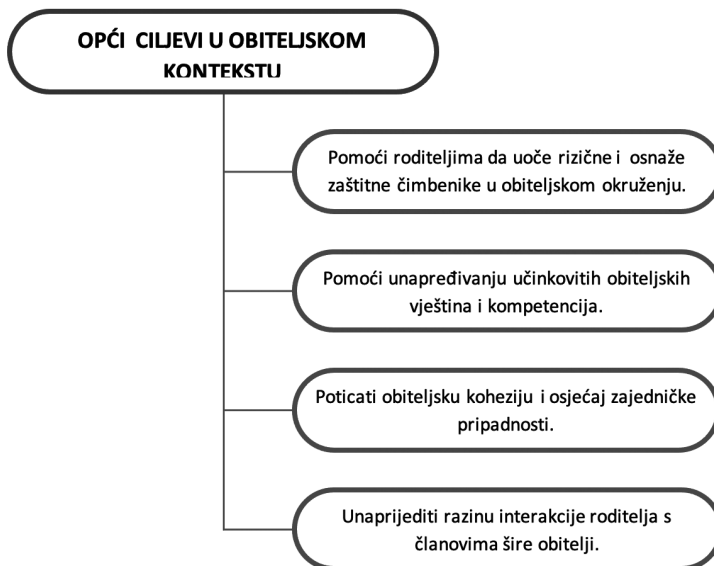 OPĆI CILJEVI U OBITELJSKOM
KONTEKSTU
Pomoći roditeljima da uoče rizične i osnaže
zaštitne čimbenike u obiteljskom okruženju.
Pomoći unapređivanju učinkovitih obiteljskih
vještina i kompetencija.
Poticati obiteljsku koheziju i osjećaj zajedničke
pripadnosti.
Unaprijediti razinu interakcije roditelja s
članovima šire obitelji.